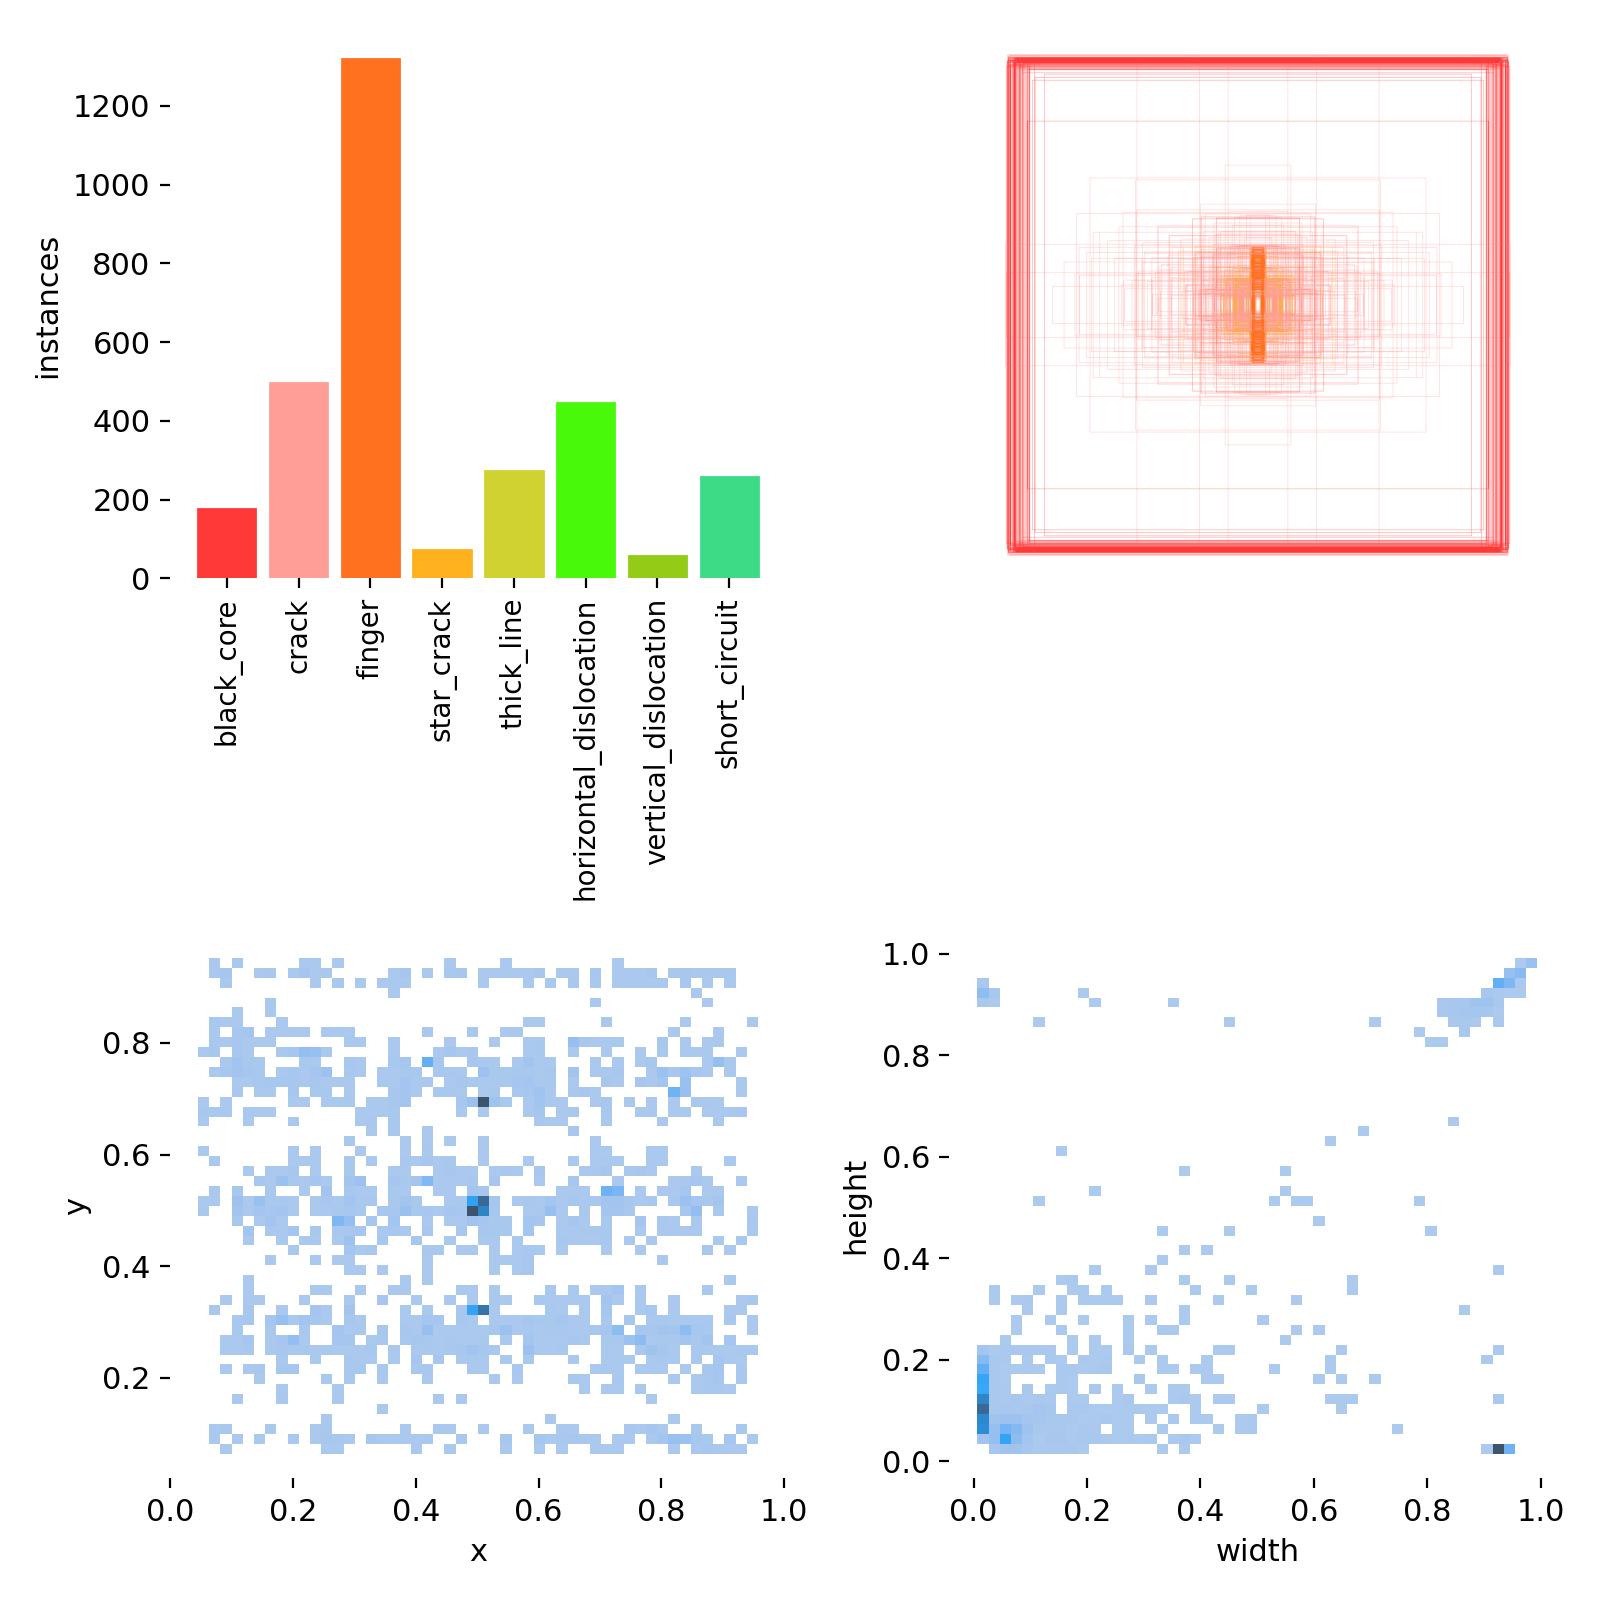 instances
1200
1000
800
600
400
200
0
black_core
crack
finger
star_crack
thick_line
horizontal_dislocation
vertical_dislocation
short_circuit
y
0.8
0.6
0.4
0.2
0.0
0.2
0.4
0.6
0.8
1.0
x
height
1.0
0.8
0.6
0.4
0.2
0.0
0.0
0.2
0.4
0.6
0.8
1.0
width